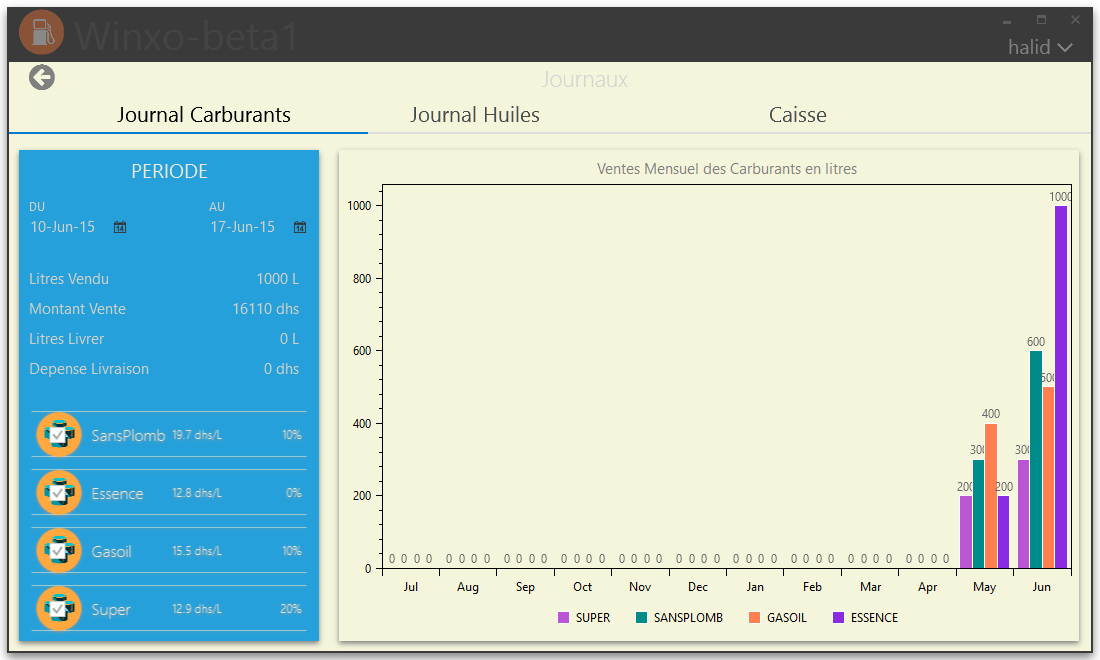 Winxo-beta1
halid
Journaux
Journal Carburants Journal Huiles Caisse
PERIODE
DU AU
10-Jun-15 14 17-Jun-15 14
Litres Vendu 1000 L
Montant Vente 16110 dhs
Litres Livrer 0 L
Depense Livraison 0 dhs
SansPlomb 19.7 dhs/L 10%
Essence 12.8 dhs/L 0%
Gasoil 15.5 dhs/L 10%
Super 12.9 dhs/L 20%
Ventes Mensuel des Carburants en litres
1000
800
600
400
200
0
0 0 0 0 0 0 0 0 0 0 0 0 0 0 0 0 0 0 0 0 0 0 0 0 0 0 0 0 0 0 0 0 0 0 0 0 0 0 0 0
200 300 400 200
300 600 500 1000
Jul Aug Sep Oct Nov Dec Jan Feb Mar Apr May Jun
SUPER SANSPLOMB GASOIL ESSENCE